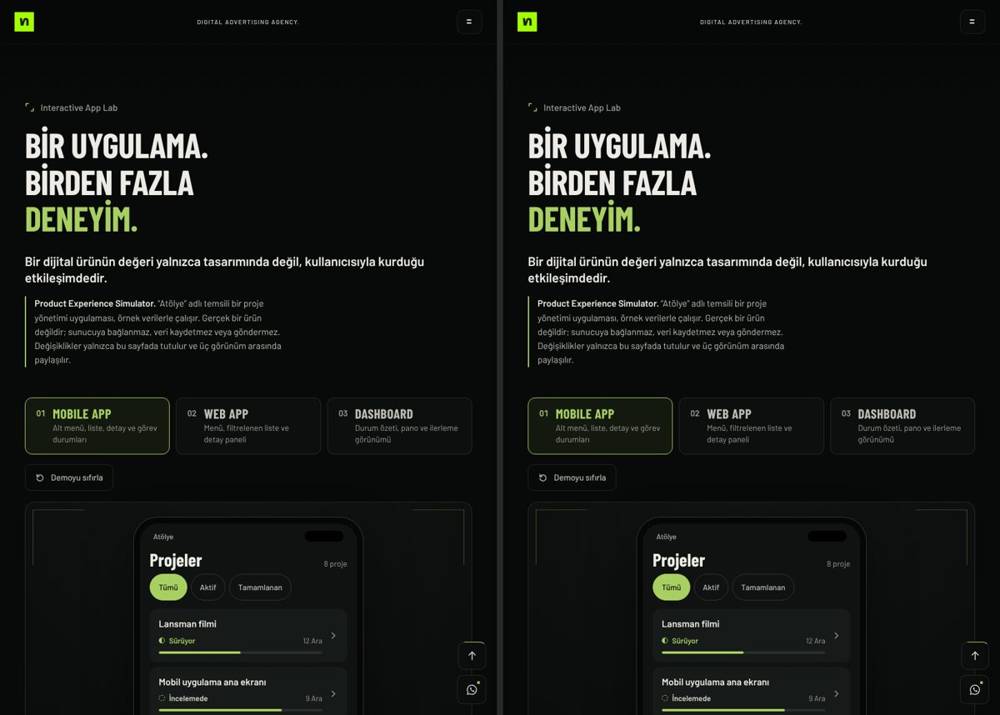 DIGITAL ADVERTISING AGENCY.
Interactive App Lab
BİR UYGULAMA.
BİRDEN FAZLA
DENEYİM.
Bir dijital ürünün değeri yalnızca tasarımında değil, kullanıcısıyla kurduğu
etkileşimdedir.
Product Experience Simulator. "Atölye" adlı temsili bir proje
yönetimi uygulaması, örnek verilerle çalışır. Gerçek bir ürün
değildir; sunucuya bağlanmaz, veri kaydetmez veya göndermez.
Değişiklikler yalnızca bu sayfada tutulur ve üç görünüm arasında
paylaşılır.
01 MOBILE APP
Alt menü, liste, detay ve görev
durumları
02 WEB APP
Menü, filtrelenen liste ve
detay paneli
03 DASHBOARD
Durum özeti, pano ve ilerleme
görünümü
Demoyu sıfırla
Atölye
Projeler
8 proje
Tümü
Aktif
Tamamlanan
Lansman filmi
Sürüyor
12 Ara
Mobil uygulama ana ekranı
İncelemede
9 Ara
DIGITAL ADVERTISING AGENCY.
Interactive App Lab
BİR UYGULAMA.
BİRDEN FAZLA
DENEYİM.
Bir dijital ürünün değeri yalnızca tasarımında değil, kullanıcısıyla kurduğu
etkileşimdedir.
Product Experience Simulator. "Atölye" adlı temsili bir proje
yönetimi uygulaması, örnek verilerle çalışır. Gerçek bir ürün
değildir; sunucuya bağlanmaz, veri kaydetmez veya göndermez.
Değişiklikler yalnızca bu sayfada tutulur ve üç görünüm arasında
paylaşılır.
01 MOBILE APP
Alt menü, liste, detay ve görev
durumları
02 WEB APP
Menü, filtrelenen liste ve
detay paneli
03 DASHBOARD
Durum özeti, pano ve ilerleme
görünümü
Demoyu sıfırla
Atölye
Projeler
8 proje
Tümü
Aktif
Tamamlanan
Lansman filmi
Sürüyor
12 Ara
Mobil uygulama ana ekranı
İncelemede
9 Ara